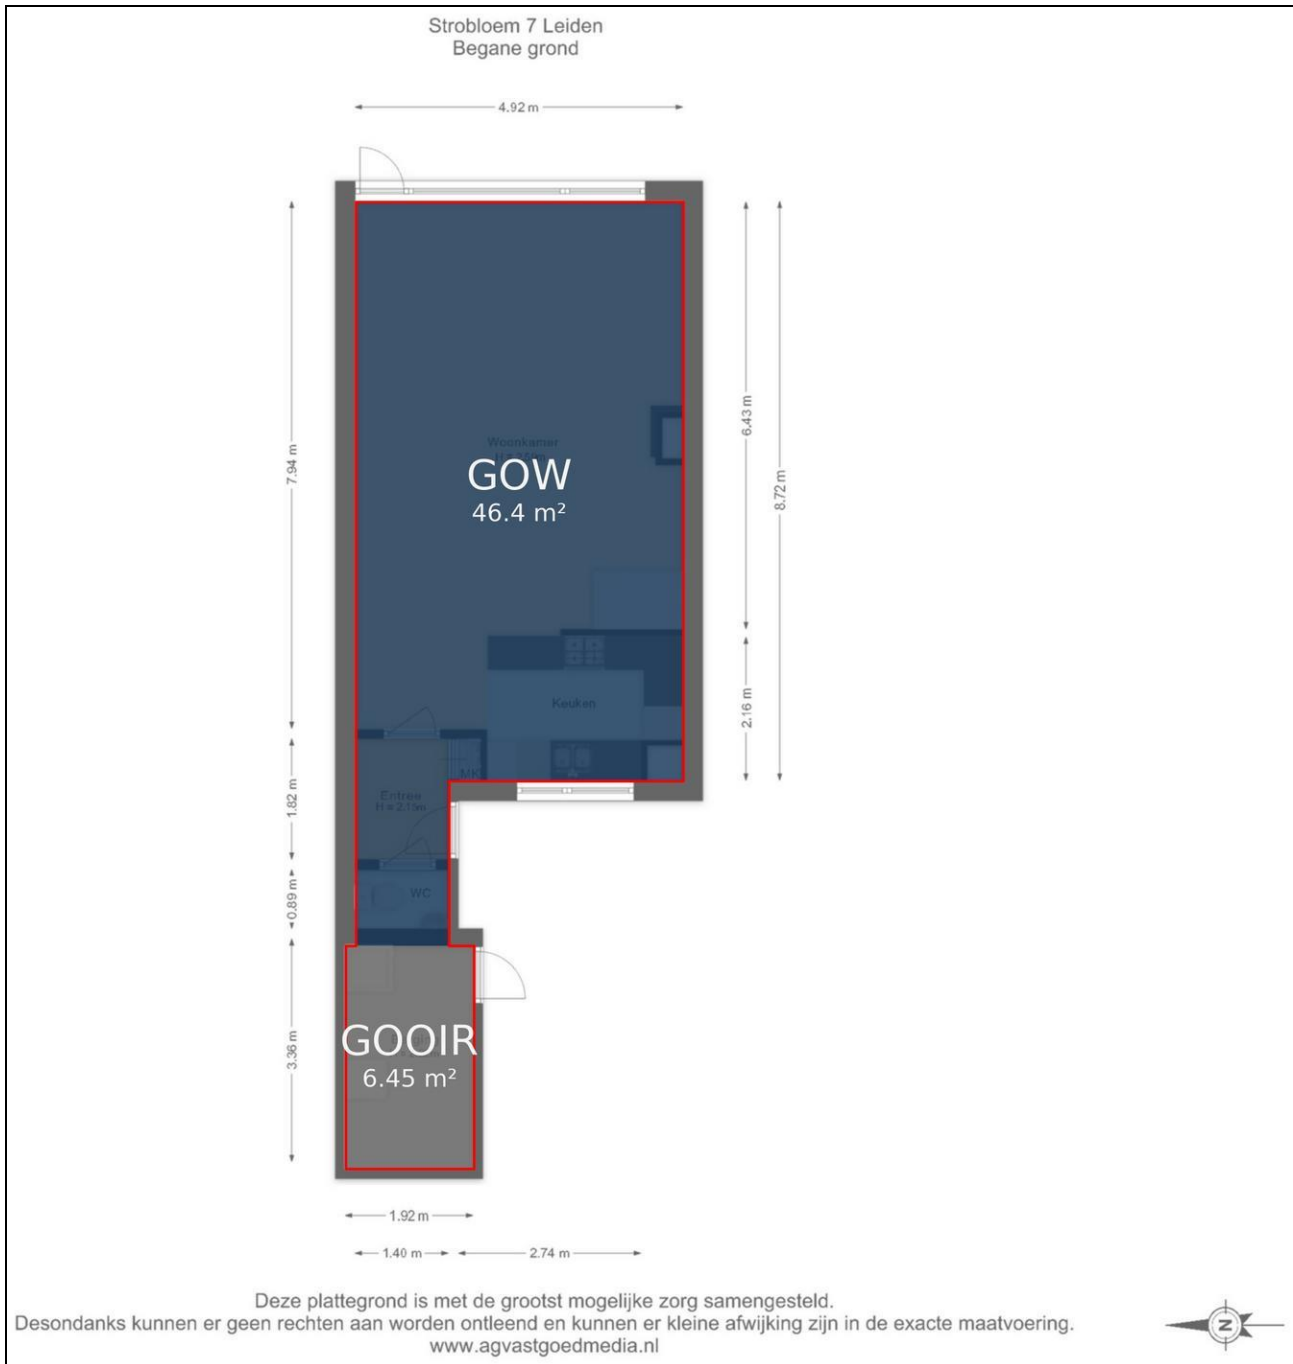 Strobloem 7 Leiden
Begane grond
4.92 m
7.94 m
6.43 m
8.72 m
Woonkamer
GOW
46.4 m²
2.16 m
Keuken
MK
1.82 m
Entree
H = 2.15m
0.89 m
WC
3.36 m
GOOIR
6.45 m²
1.92 m
1.40 m
2.74 m
Deze plattegrond is met de grootst mogelijke zorg samengesteld.
Desondanks kunnen er geen rechten aan worden ontleend en kunnen er kleine afwijking zijn in de exacte maatvoering.
www.agvastgoedmedia.nl
N